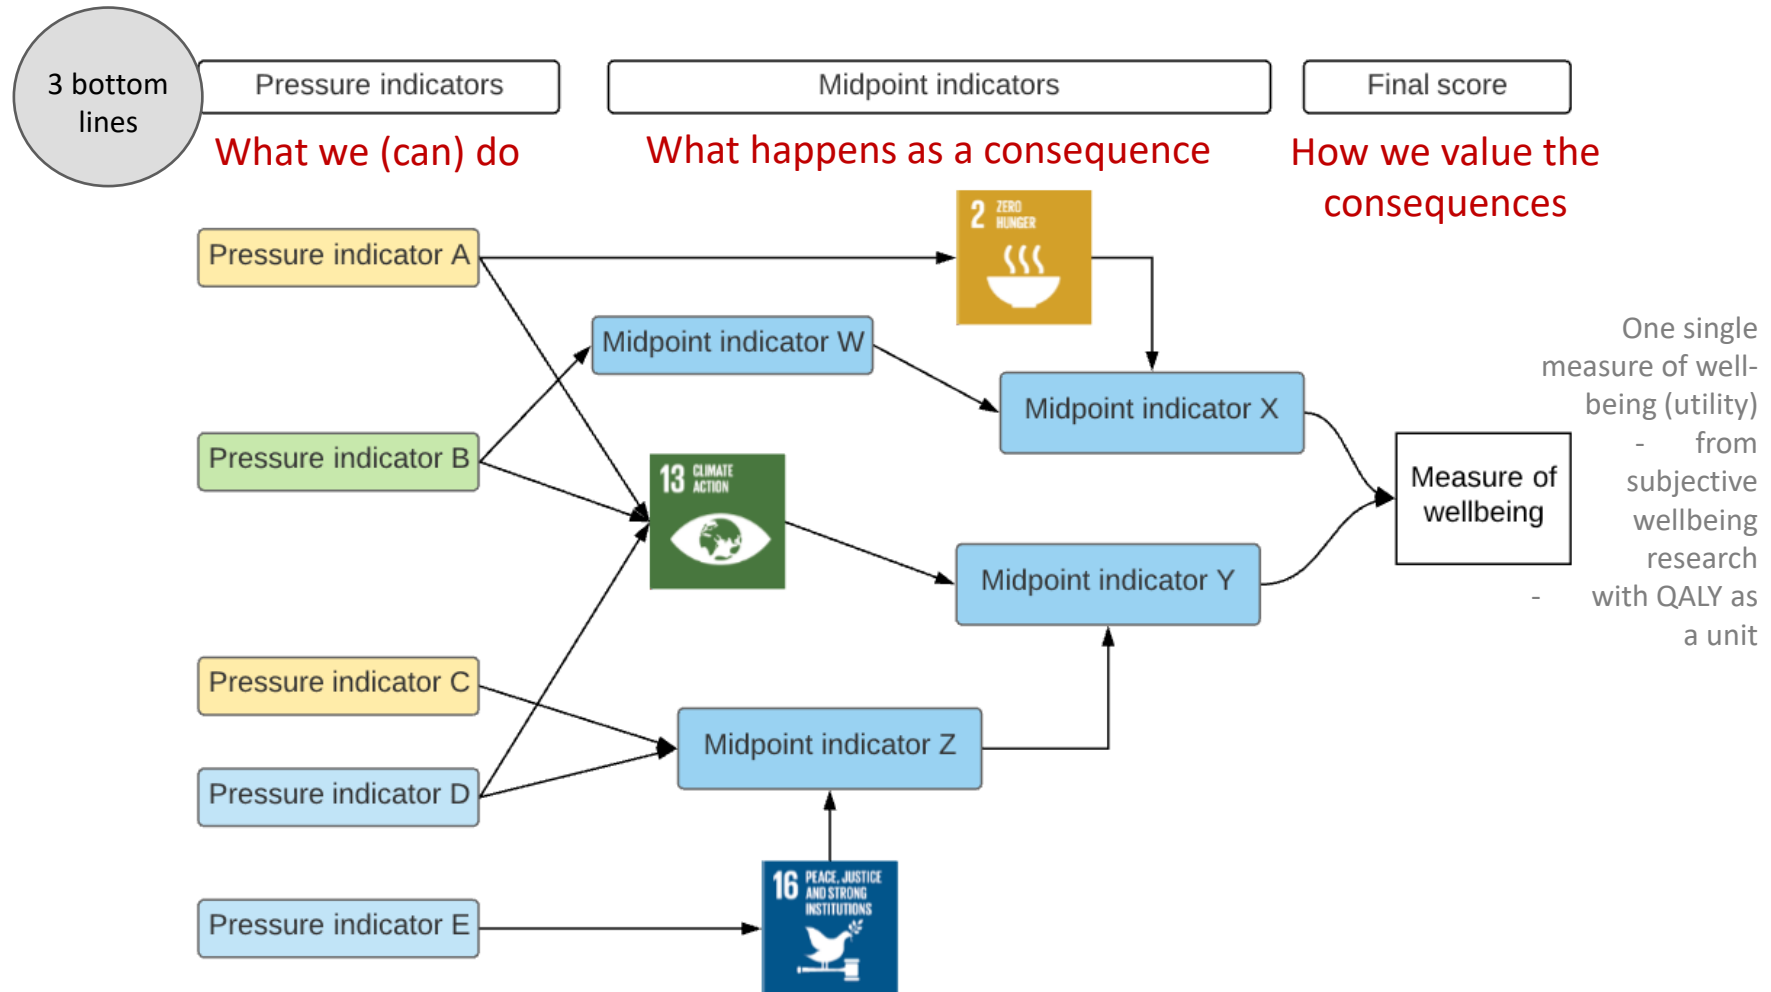 3 bottom
lines
Pressure indicators
Midpoint indicators
Final score
What we (can) do
What happens as a consequence
How we value the
consequences
2 ZERO
HUNGER
Pressure indicator A
Midpoint indicator W
Midpoint indicator X
Pressure indicator B
13 CLIMATE
ACTION
Measure of
wellbeing
One single
measure of well-
being (utility)
- from
subjective
wellbeing
research
- with QALY as
a unit
Midpoint indicator Y
Pressure indicator C
Midpoint indicator Z
Pressure indicator D
16 PEACE, JUSTICE
AND STRONG
INSTITUTIONS
Pressure indicator E